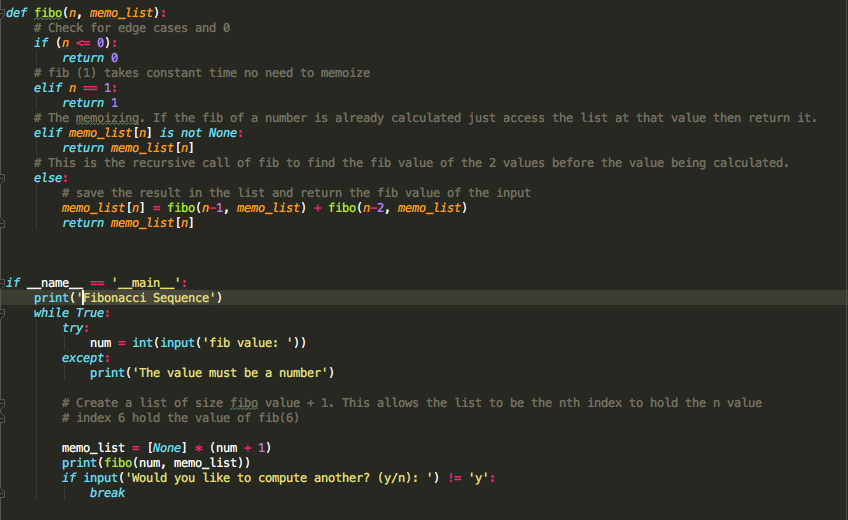 def fibo(n, memo_list):
    # Check for edge cases and 0
    if (n <= 0):
        return 0
    # fib (1) takes constant time no need to memoize
    elif n == 1:
        return 1
    # The memoizing. If the fib of a number is already calculated just access the list at that value then return it.
    elif memo_list[n] is not None:
        return memo_list[n]
    # This is the recursive call of fib to find the fib value of the 2 values before the value being calculated.
    else:
        # save the result in the list and return the fib value of the input
        memo_list[n] = fibo(n-1, memo_list) + fibo(n-2, memo_list)
        return memo_list[n]
if __name__ == '__main__':
    print('Fibonacci Sequence')
    while True:
        try:
            num = int(input('fib value: '))
        except:
            print('The value must be a number')
        # Create a list of size fibo value + 1. This allows the list to be the nth index to hold the n value
        # index 6 hold the value of fib(6)
        memo_list = [None] * (num + 1)
        print(fibo(num, memo_list))
        if input('Would you like to compute another? (y/n): ') != 'y':
            break